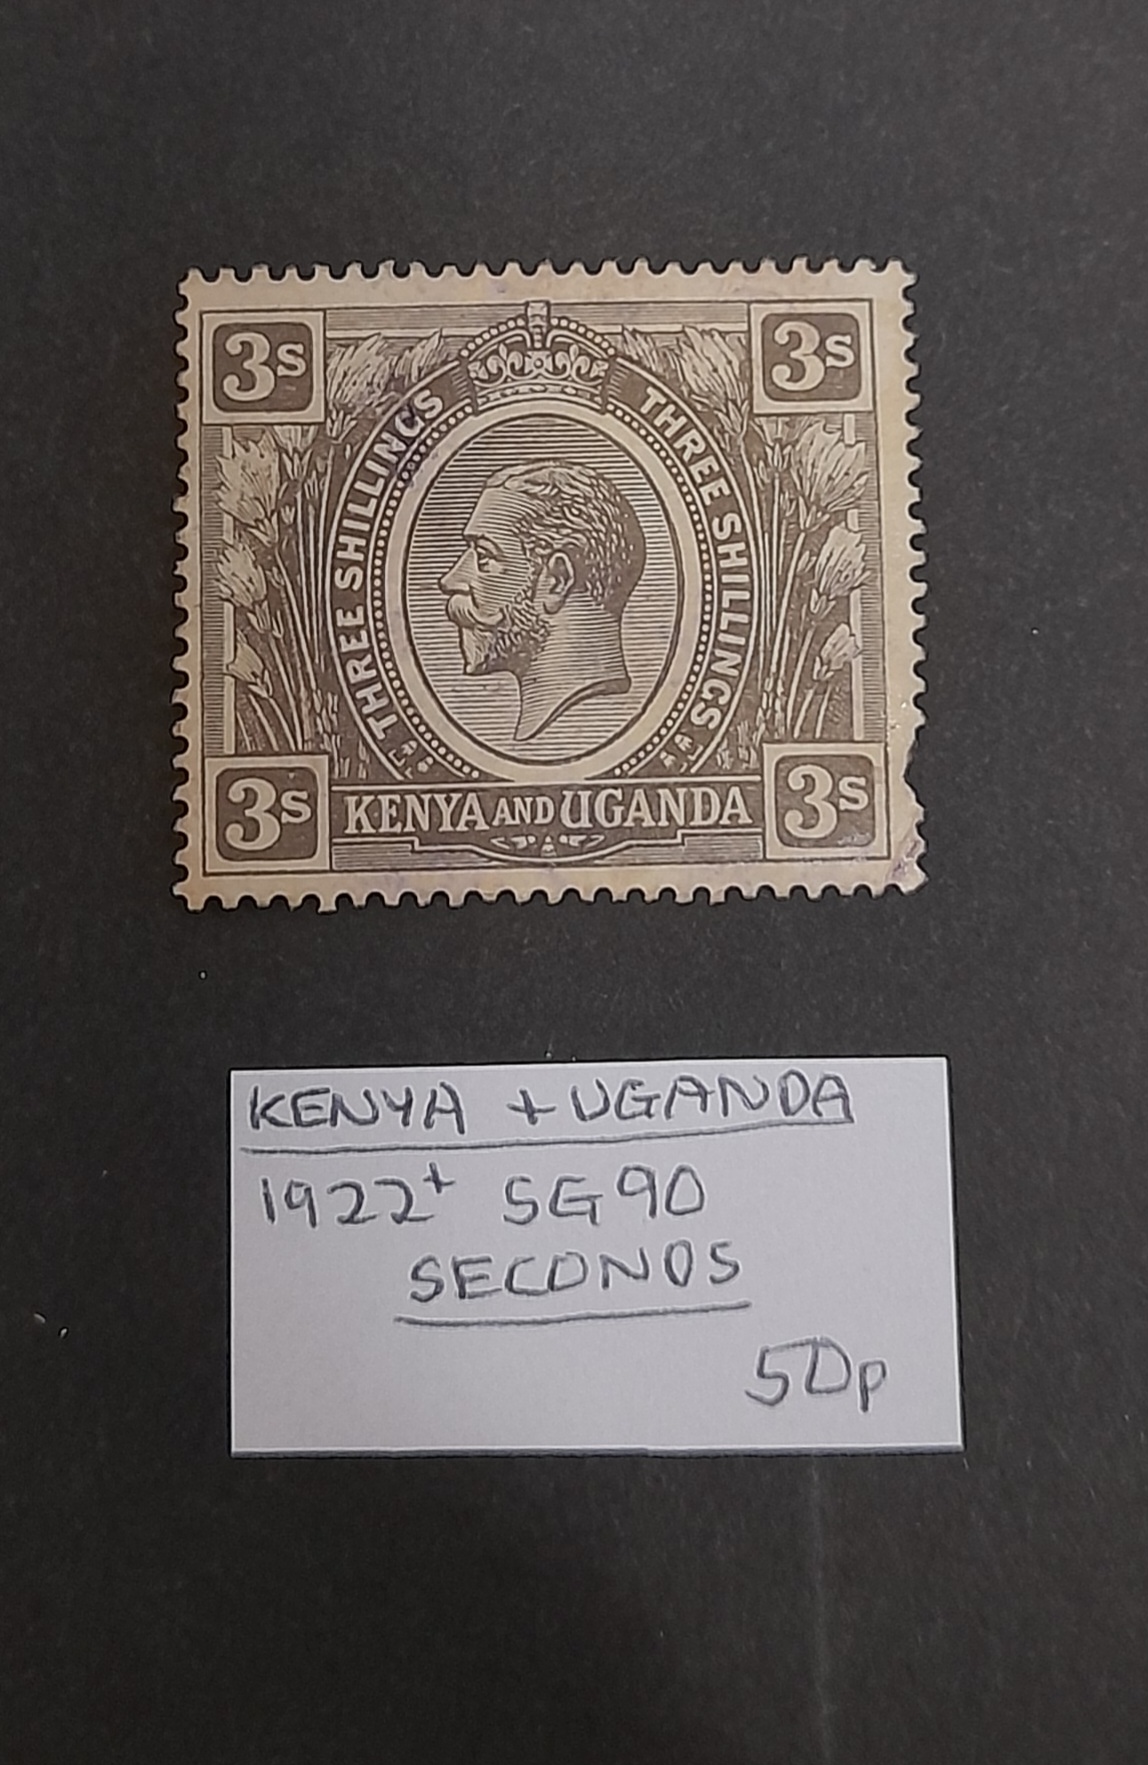 3s
3s
THREE SHILLINGS
THREE SHILLINGS
3s
KENYA AND UGANDA
3s
KENYA + UGANDA
1922+ SG90
SECONDS
50p